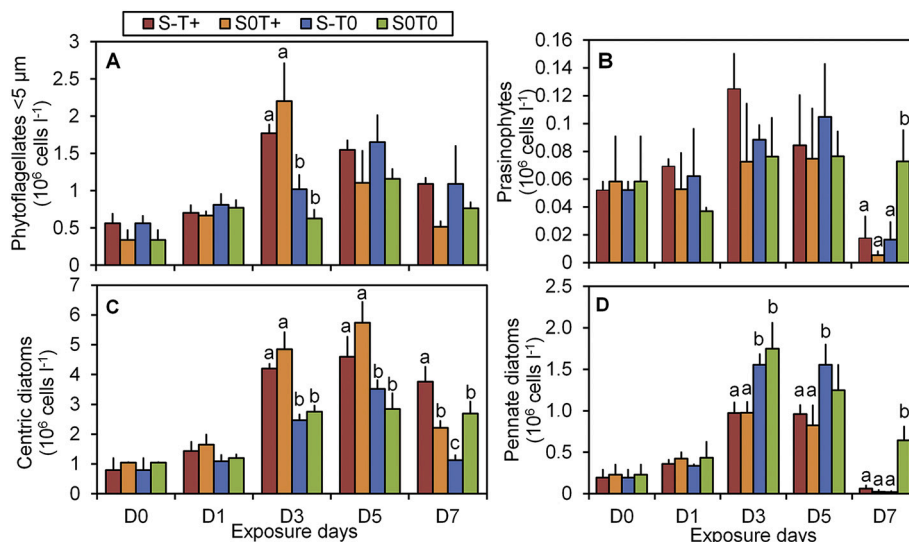 S-T+ S0T+ S-T0 S0T0
A
Phytoflagellates <5 µm
(10⁶ cells l⁻¹)
3
2.5
2
1.5
1
0.5
0
a
a
b
b
B
Prasinophytes
(10⁶ cells l⁻¹)
0.16
0.14
0.12
0.1
0.08
0.06
0.04
0.02
0
a
a
a
b
C
Centric diatoms
(10⁶ cells l⁻¹)
7
6
5
4
3
2
1
0
a
a
b
b
a
a
b
b
a
b
c
b
D0 D1 D3 D5 D7
Exposure days
D
Pennate diatoms
(10⁶ cells l⁻¹)
2.5
2.0
1.5
1.0
0.5
0
a a
b
b
a a
b
a
a a
b
D0 D1 D3 D5 D7
Exposure days